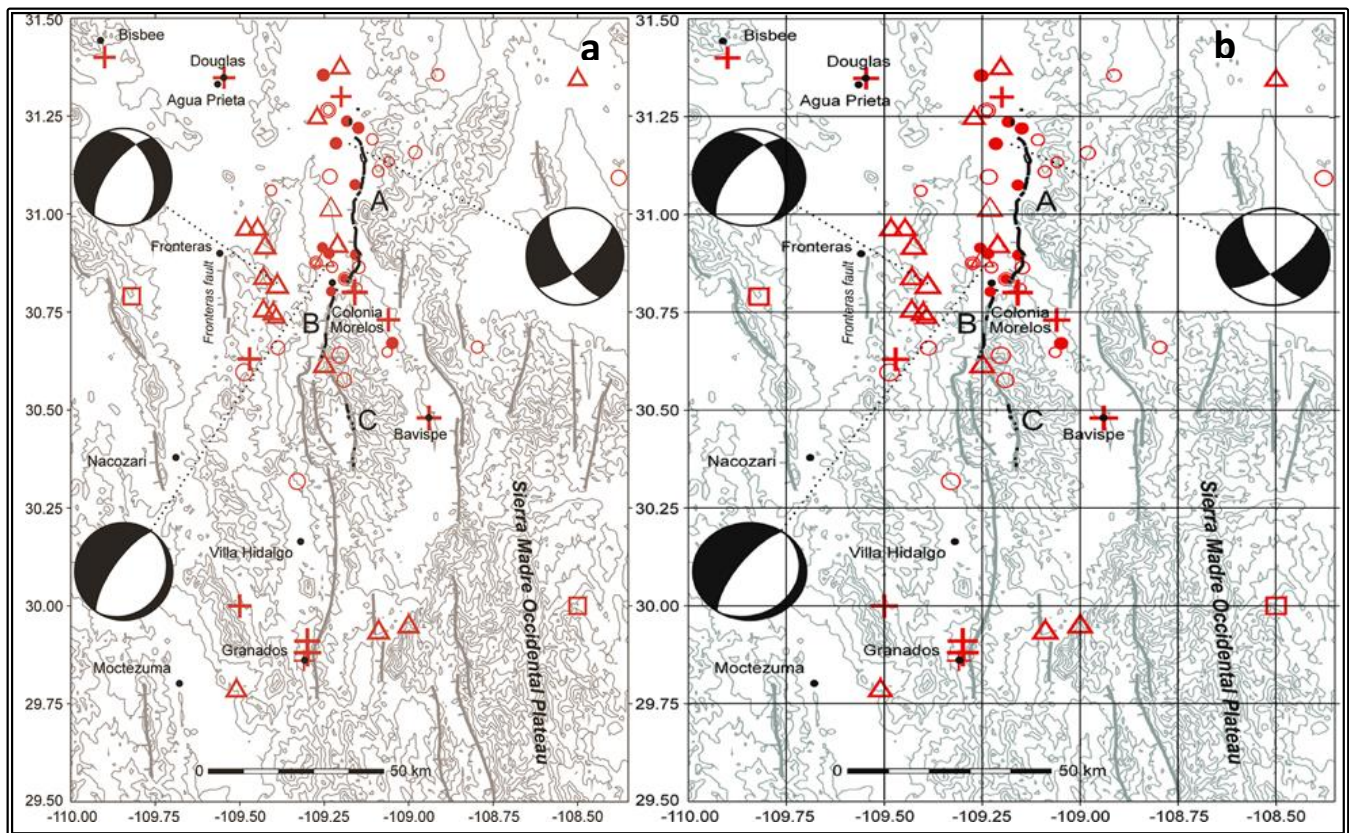 31.50
31.25
31.00
30.75
30.50
30.25
30.00
29.75
29.50
a
Bisbee
Douglas
Agua Prieta
A
Fronteras
Fronteras fault
B
Colonia
Morelos
C
Bavispe
Nacozari
Villa Hidalgo
Sierra Madre Occidental Plateau
Granados
Moctezuma
0 50 km
-110.00 -109.75 -109.50 -109.25 -109.00 -108.75 -108.50
31.50
31.25
31.00
30.75
30.50
30.25
30.00
29.75
29.50
b
Bisbee
Douglas
Agua Prieta
A
Fronteras
Fronteras fault
B
Colonia
Morelos
C
Bavispe
Nacozari
Villa Hidalgo
Sierra Madre Occidental Plateau
Granados
Moctezuma
0 50 km
-110.00 -109.75 -109.50 -109.25 -109.00 -108.75 -108.50